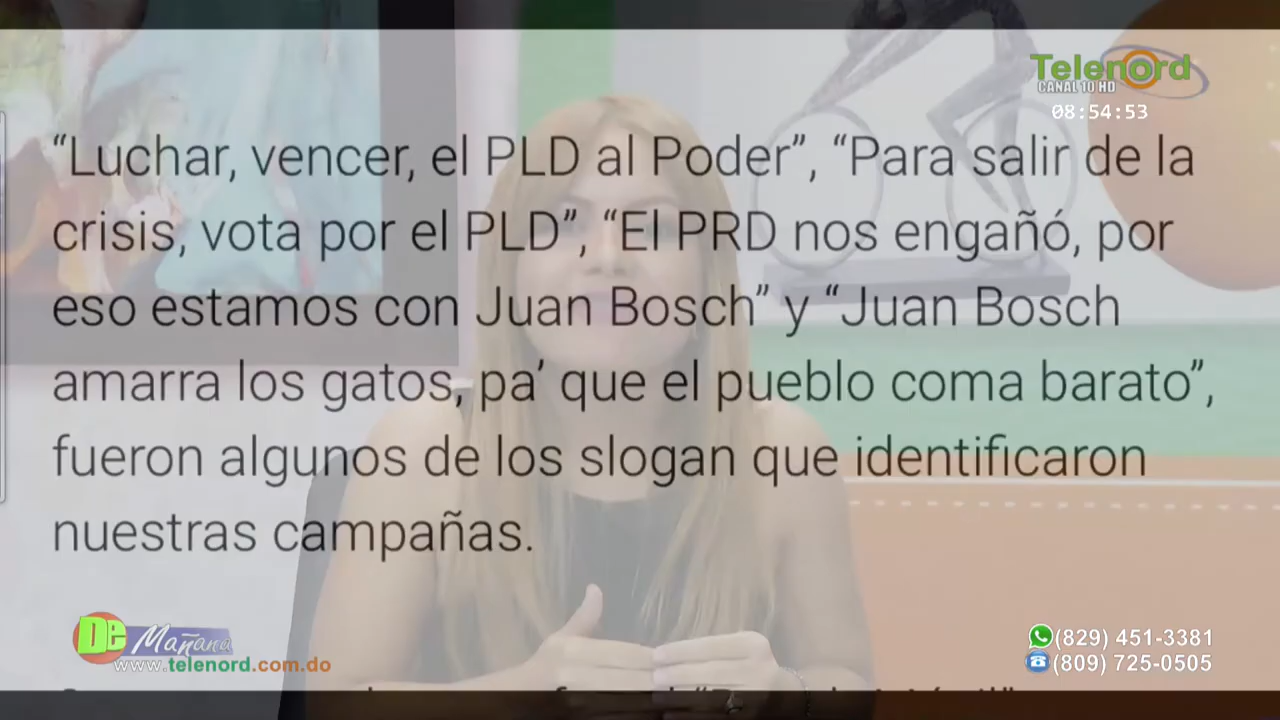 Telenord
CANAL 10 HD
08:54:53
“Luchar, vencer, el PLD al Poder”, “Para salir de la
crisis, vota por el PLD”, “El PRD nos engañó, por
eso estamos con Juan Bosch” y “Juan Bosch
amarra los gatos, pa’ que el pueblo coma barato”,
fueron algunos de los slogan que identificaron
nuestras campañas.
De Mañana
www.telenord.com.do
(829) 451-3381
(809) 725-0505